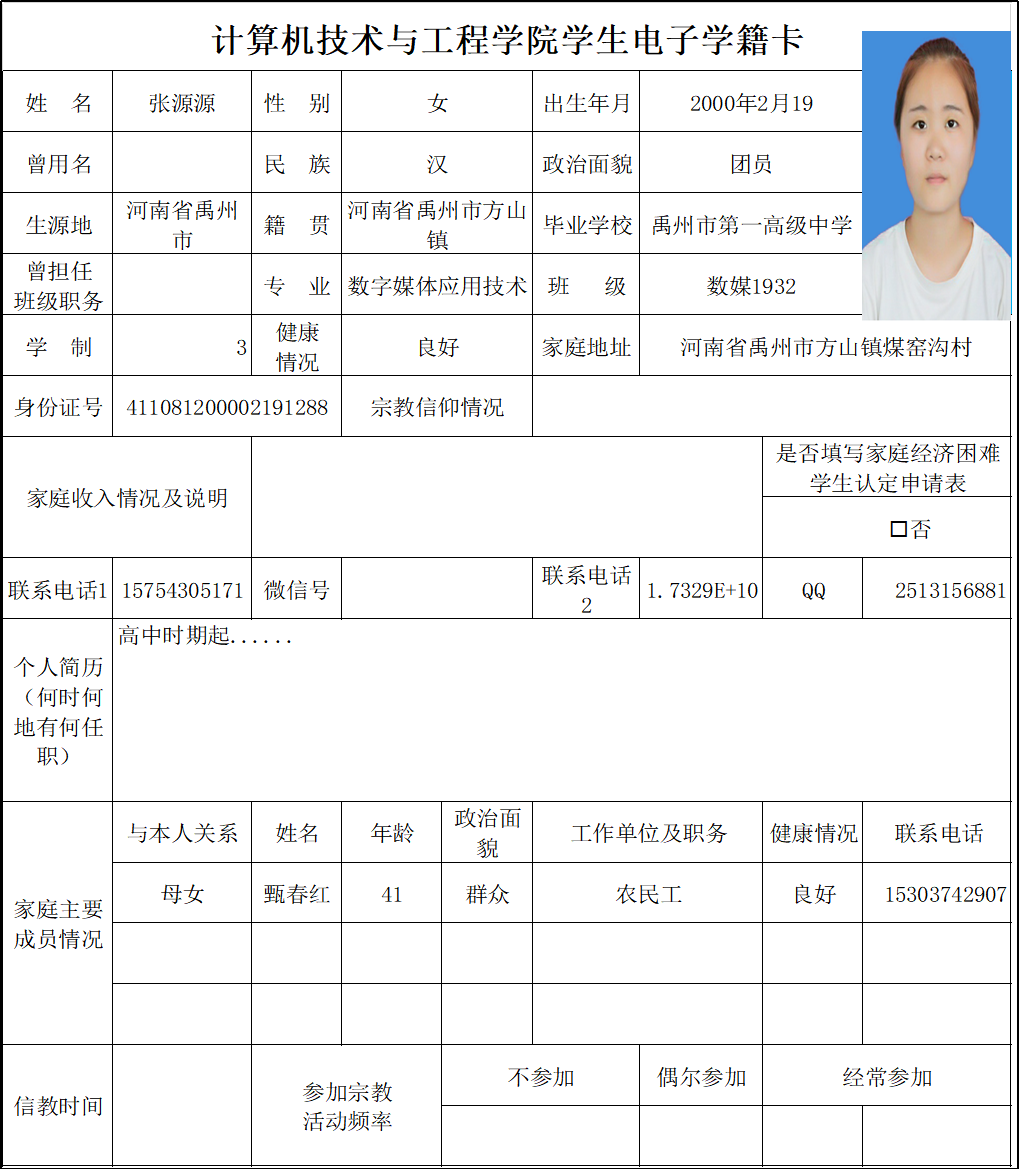 计算机技术与工程学院学生电子学籍卡
姓 名 张源源 性 别 女 出生年月 2000年2月19
曾用名 民 族 汉 政治面貌 团员
生源地 河南省禹州市 籍 贯 河南省禹州市方山镇 毕业学校 禹州市第一高级中学
曾担任班级职务 专 业 数字媒体应用技术 班 级 数媒1932
学 制 3 健康情况 良好 家庭地址 河南省禹州市方山镇煤窑沟村
身份证号 411081200002191288 宗教信仰情况
家庭收入情况及说明 是否填写家庭经济困难学生认定申请表
口否
联系电话1 15754305171 微信号 联系电话2 1.7329E+10 QQ 2513156881
个人简历（何时何地有何任职） 高中时期起......
家庭主要成员情况 与本人关系 姓名 年龄 政治面貌 工作单位及职务 健康情况 联系电话
母女 甄春红 41 群众 农民工 良好 15303742907
信教时间 参加宗教活动频率 不参加 偶尔参加 经常参加